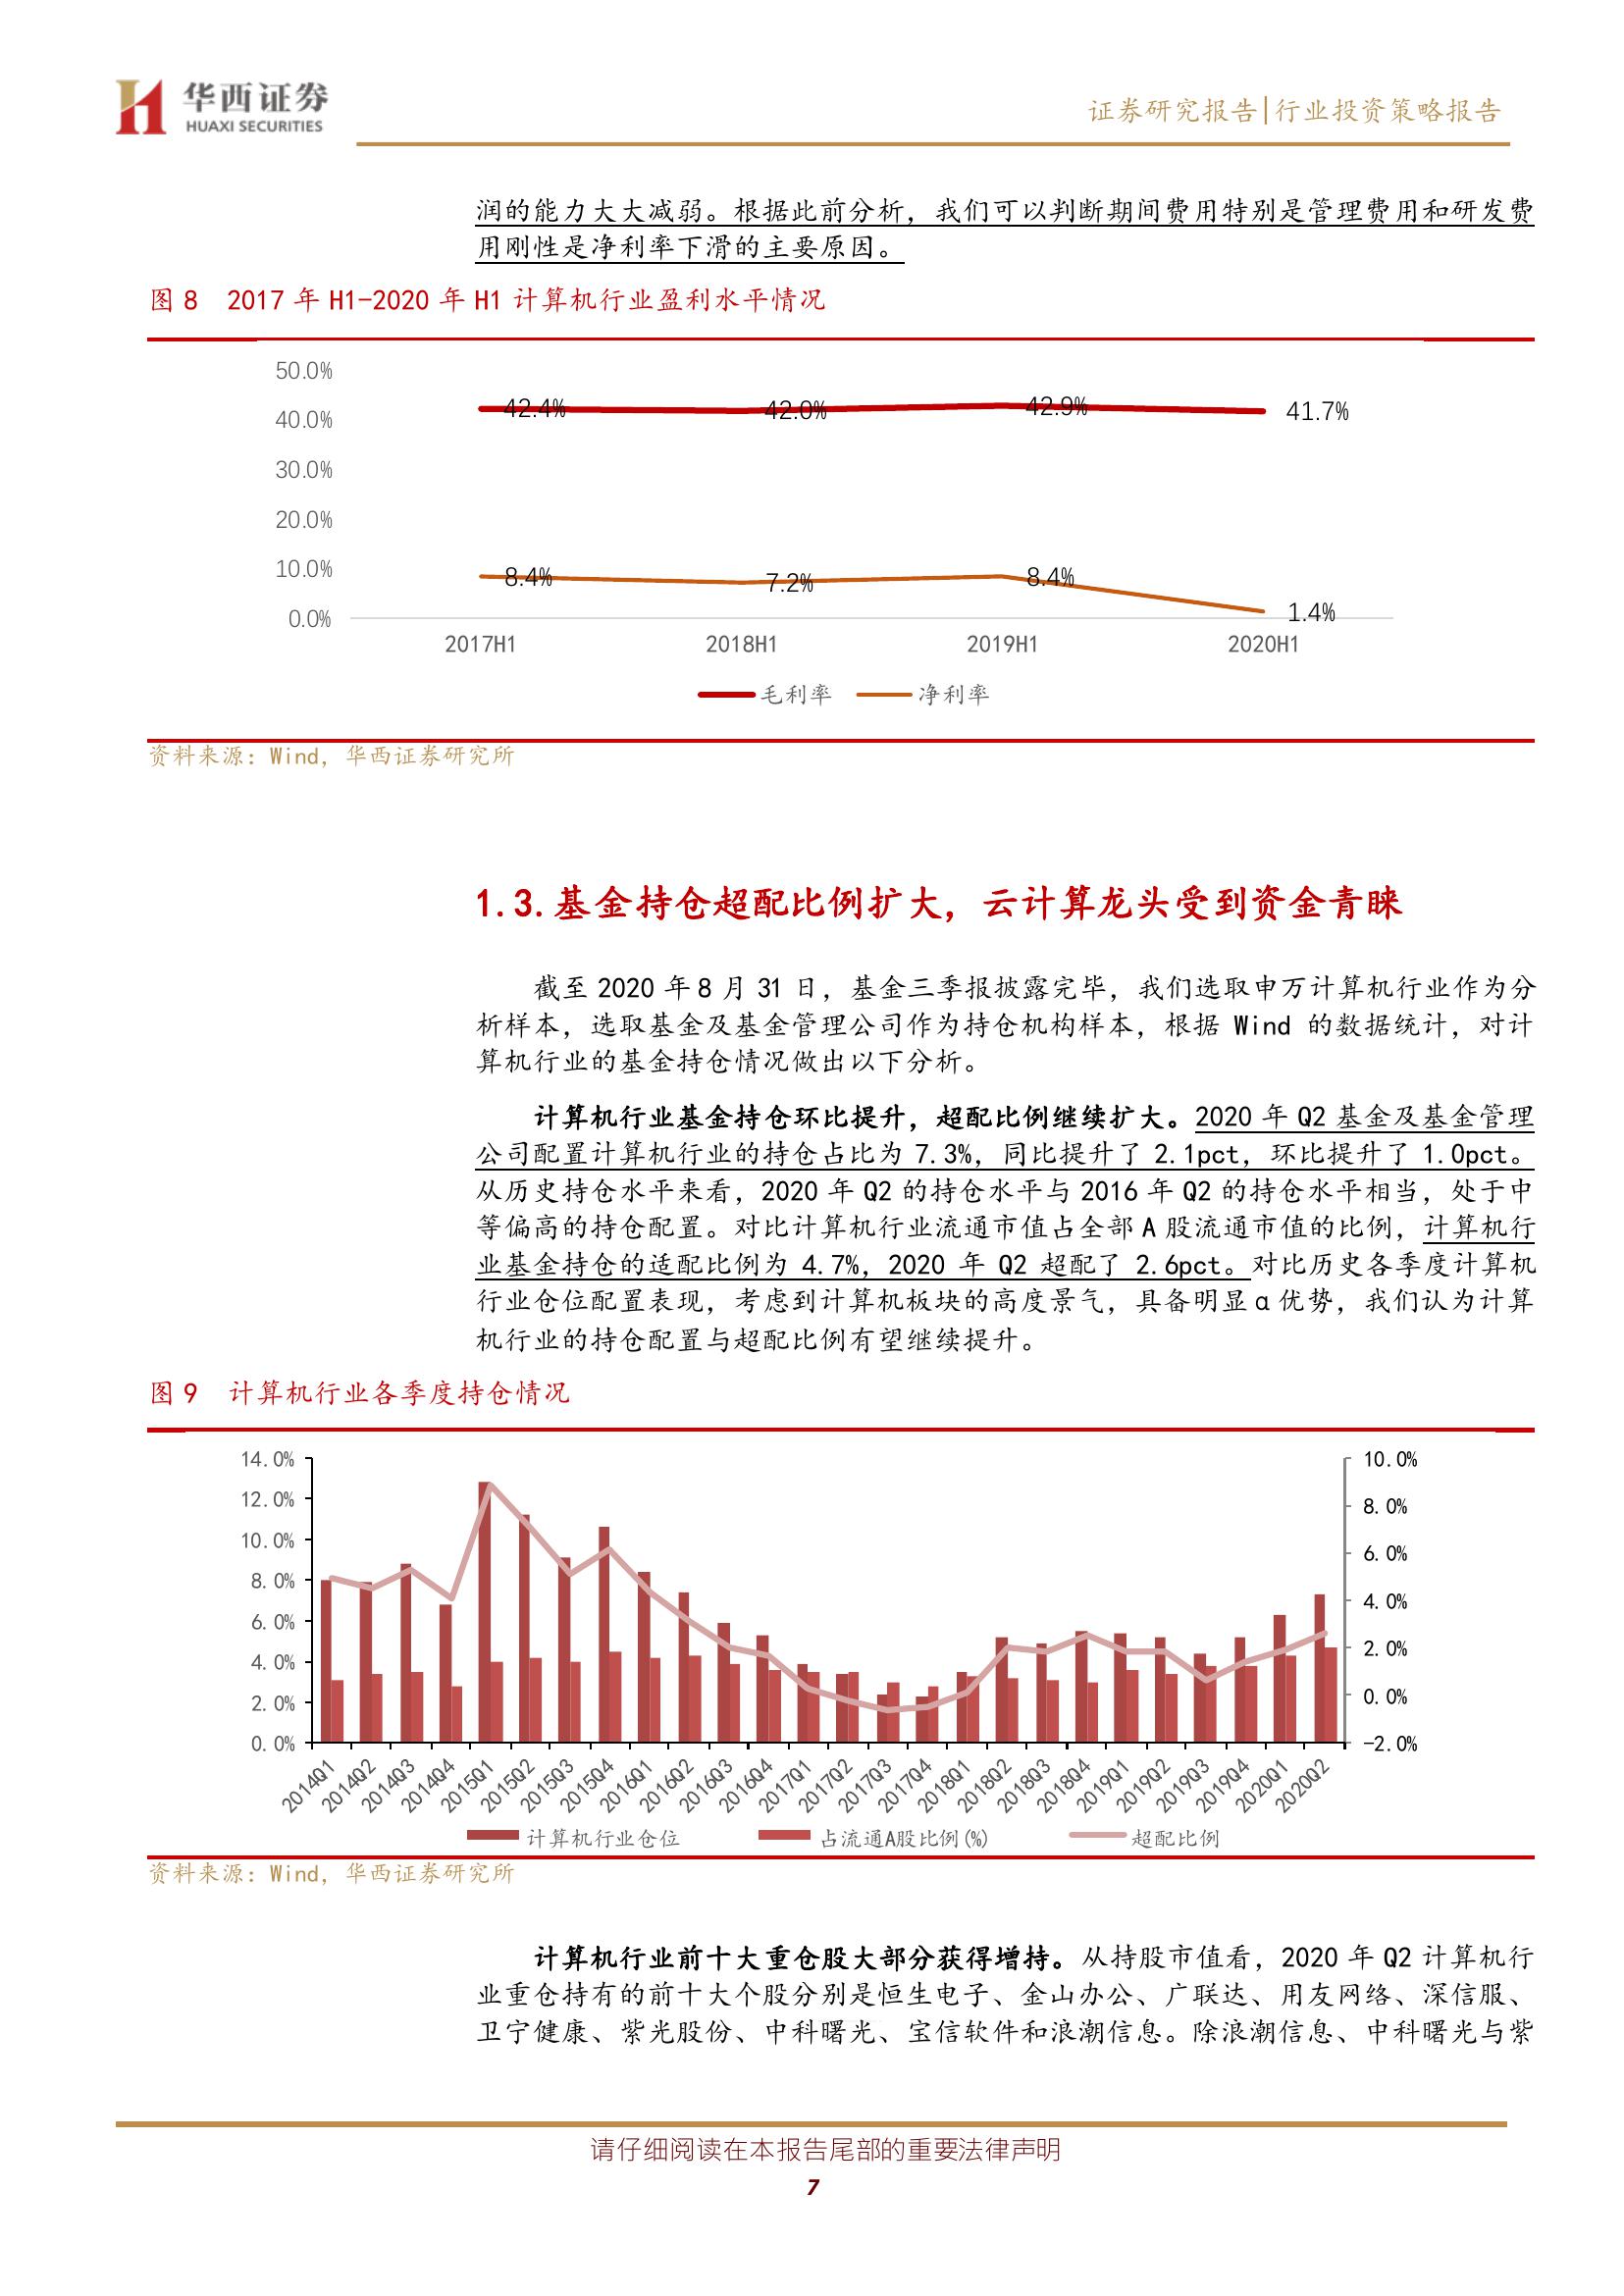 华西证券
HUAXI SECURITIES
证券研究报告|行业投资策略报告
润的能力大大减弱。根据此前分析，我们可以判断期间费用特别是管理费用和研发费
用刚性是净利率下滑的主要原因。
图 8 2017 年 H1-2020 年 H1 计算机行业盈利水平情况
50.0%
40.0%
30.0%
20.0%
10.0%
0.0%
42.4% 42.0% 42.9% 41.7%
8.4% 7.2% 8.4% 1.4%
2017H1 2018H1 2019H1 2020H1
毛利率 净利率
资料来源：Wind，华西证券研究所
1.3.基金持仓超配比例扩大，云计算龙头受到资金青睐
截至 2020 年 8 月 31 日，基金三季报披露完毕，我们选取申万计算机行业作为分
析样本，选取基金及基金管理公司作为持仓机构样本，根据 Wind 的数据统计，对计
算机行业的基金持仓情况做出以下分析。
计算机行业基金持仓环比提升，超配比例继续扩大。2020 年 Q2 基金及基金管理
公司配置计算机行业的持仓占比为 7.3%，同比提升了 2.1pct，环比提升了 1.0pct。
从历史持仓水平来看，2020 年 Q2 的持仓水平与 2016 年 Q2 的持仓水平相当，处于中
等偏高的持仓配置。对比计算机行业流通市值占全部 A 股流通市值的比例，计算机行
业基金持仓的适配比例为 4.7%，2020 年 Q2 超配了 2.6pct。对比历史各季度计算机
行业仓位配置表现，考虑到计算机板块的高度景气，具备明显α优势，我们认为计算
机行业的持仓配置与超配比例有望继续提升。
图 9 计算机行业各季度持仓情况
14.0%
12.0%
10.0%
8.0%
6.0%
4.0%
2.0%
0.0%
10.0%
8.0%
6.0%
4.0%
2.0%
0.0%
-2.0%
2014Q1 2014Q2 2014Q3 2014Q4 2015Q1 2015Q2 2015Q3 2015Q4 2016Q1 2016Q2 2016Q3 2016Q4 2017Q1 2017Q2 2017Q3 2017Q4 2018Q1 2018Q2 2018Q3 2018Q4 2019Q1 2019Q2 2019Q3 2019Q4 2020Q1 2020Q2
计算机行业仓位 占流通A股比例(%) 超配比例
资料来源：Wind，华西证券研究所
计算机行业前十大重仓股大部分获得增持。从持股市值看，2020 年 Q2 计算机行
业重仓持有的前十大个股分别是恒生电子、金山办公、广联达、用友网络、深信服、
卫宁健康、紫光股份、中科曙光、宝信软件和浪潮信息。除浪潮信息、中科曙光与紫
请仔细阅读在本报告尾部的重要法律声明
7